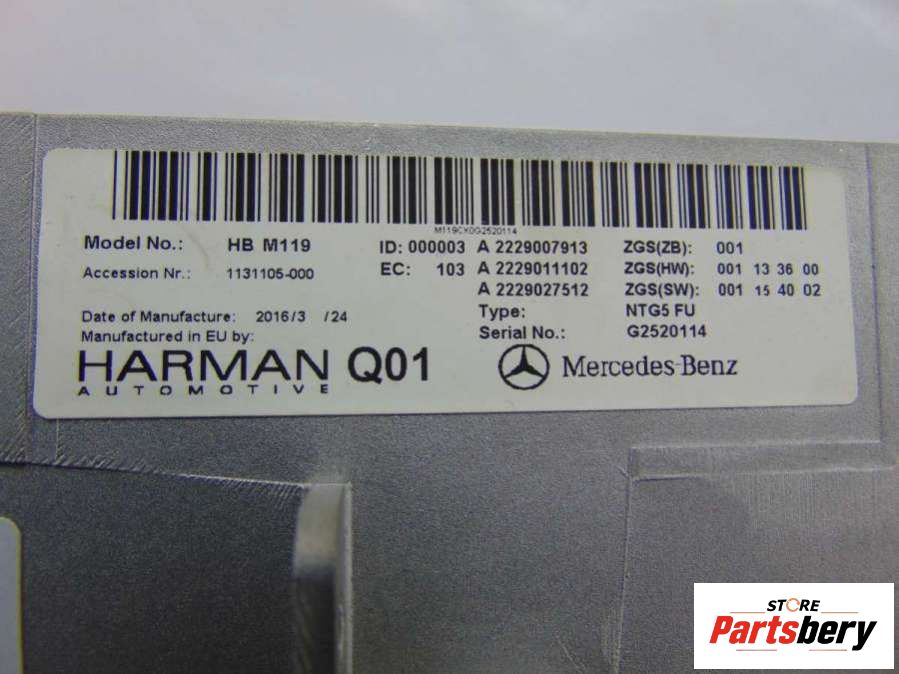 M119CY0G2520114
Model No.: HB M119 ID: 000003 A 2229007913 ZGS(ZB): 001
Accession Nr.: 1131105-000 EC: 103 A 2229011102 ZGS(HW): 001 13 36 00
A 2229027512 ZGS(SW): 001 15 40 02
Date of Manufacture: 2016/3 /24 Type: NTG5 FU
Manufactured in EU by: Serial No.: G2520114
HARMAN Q01 Mercedes-Benz
AUTOMOTIVE
STORE
Partsbery